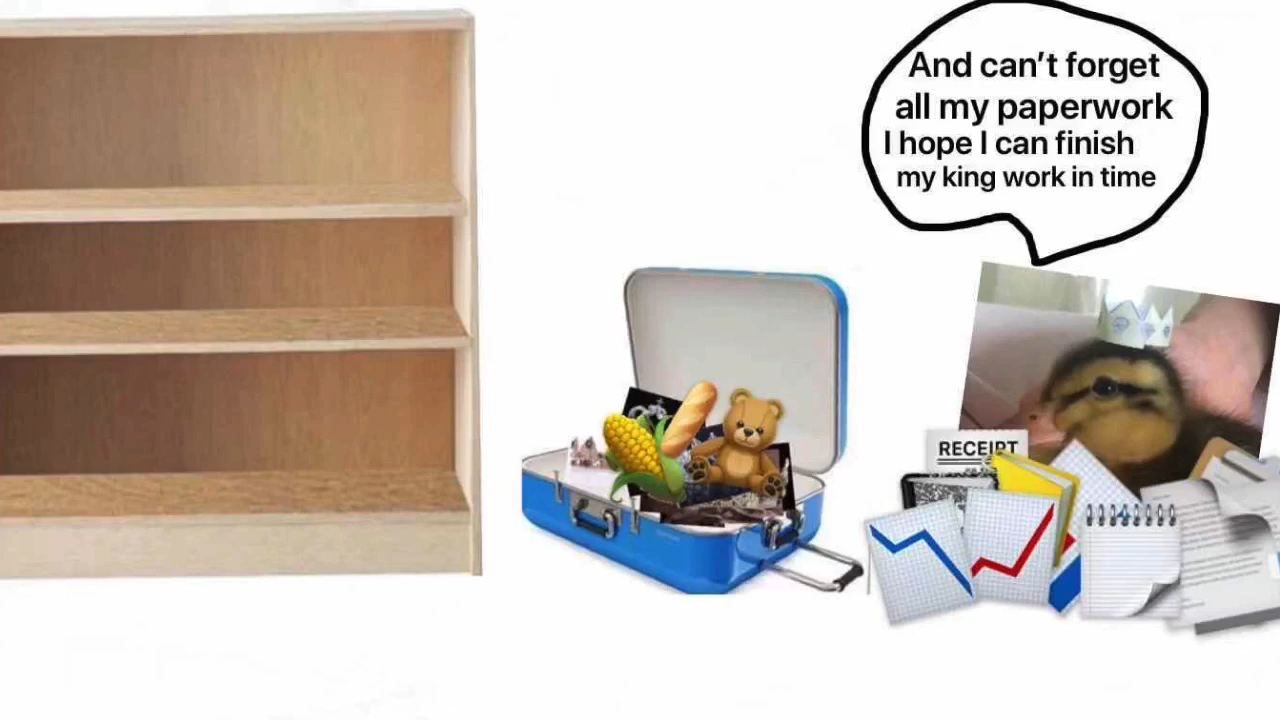 And can't forget
all my paperwork
I hope I can finish
my king work in time
RECEIPT